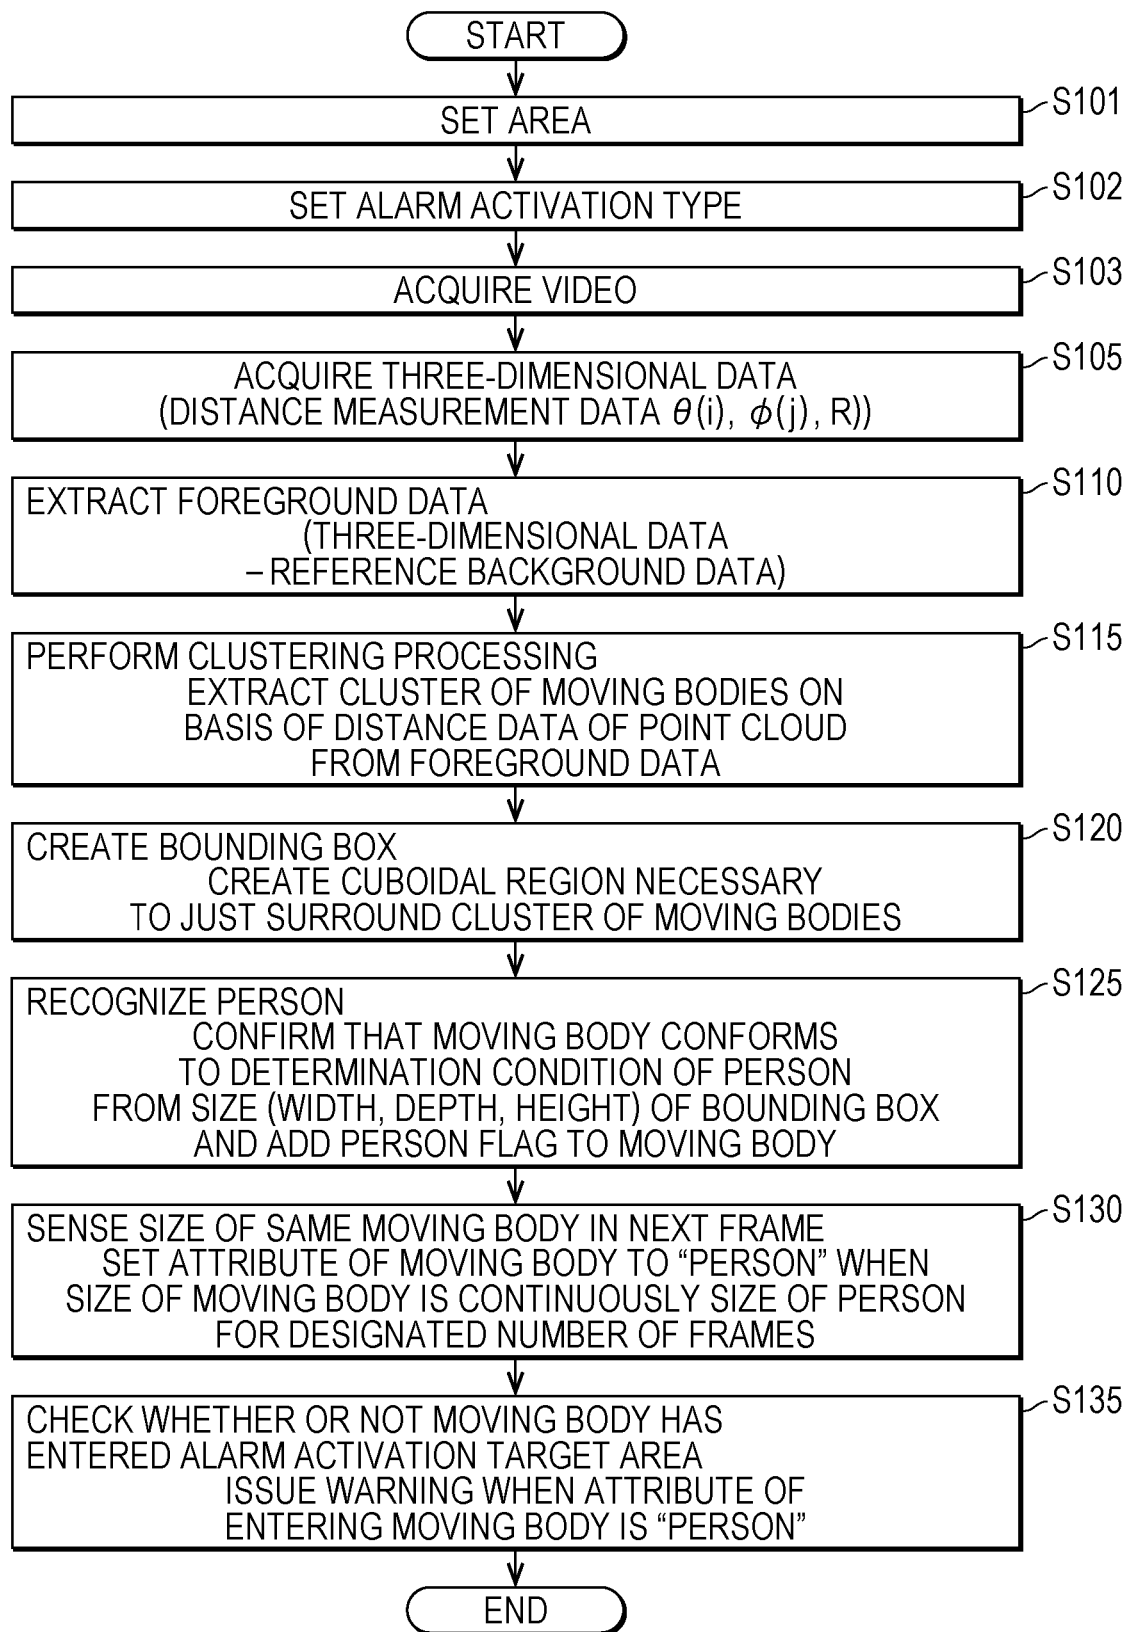 START
SET AREA
S101
SET ALARM ACTIVATION TYPE
S102
ACQUIRE VIDEO
S103
ACQUIRE THREE-DIMENSIONAL DATA
(DISTANCE MEASUREMENT DATA θ(i), ϕ(j), R))
S105
EXTRACT FOREGROUND DATA
(THREE-DIMENSIONAL DATA
–REFERENCE BACKGROUND DATA)
S110
PERFORM CLUSTERING PROCESSING
EXTRACT CLUSTER OF MOVING BODIES ON
BASIS OF DISTANCE DATA OF POINT CLOUD
FROM FOREGROUND DATA
S115
CREATE BOUNDING BOX
CREATE CUBOIDAL REGION NECESSARY
TO JUST SURROUND CLUSTER OF MOVING BODIES
S120
RECOGNIZE PERSON
CONFIRM THAT MOVING BODY CONFORMS
TO DETERMINATION CONDITION OF PERSON
FROM SIZE (WIDTH, DEPTH, HEIGHT) OF BOUNDING BOX
AND ADD PERSON FLAG TO MOVING BODY
S125
SENSE SIZE OF SAME MOVING BODY IN NEXT FRAME
SET ATTRIBUTE OF MOVING BODY TO “PERSON” WHEN
SIZE OF MOVING BODY IS CONTINUOUSLY SIZE OF PERSON
FOR DESIGNATED NUMBER OF FRAMES
S130
CHECK WHETHER OR NOT MOVING BODY HAS
ENTERED ALARM ACTIVATION TARGET AREA
ISSUE WARNING WHEN ATTRIBUTE OF
ENTERING MOVING BODY IS “PERSON”
S135
END